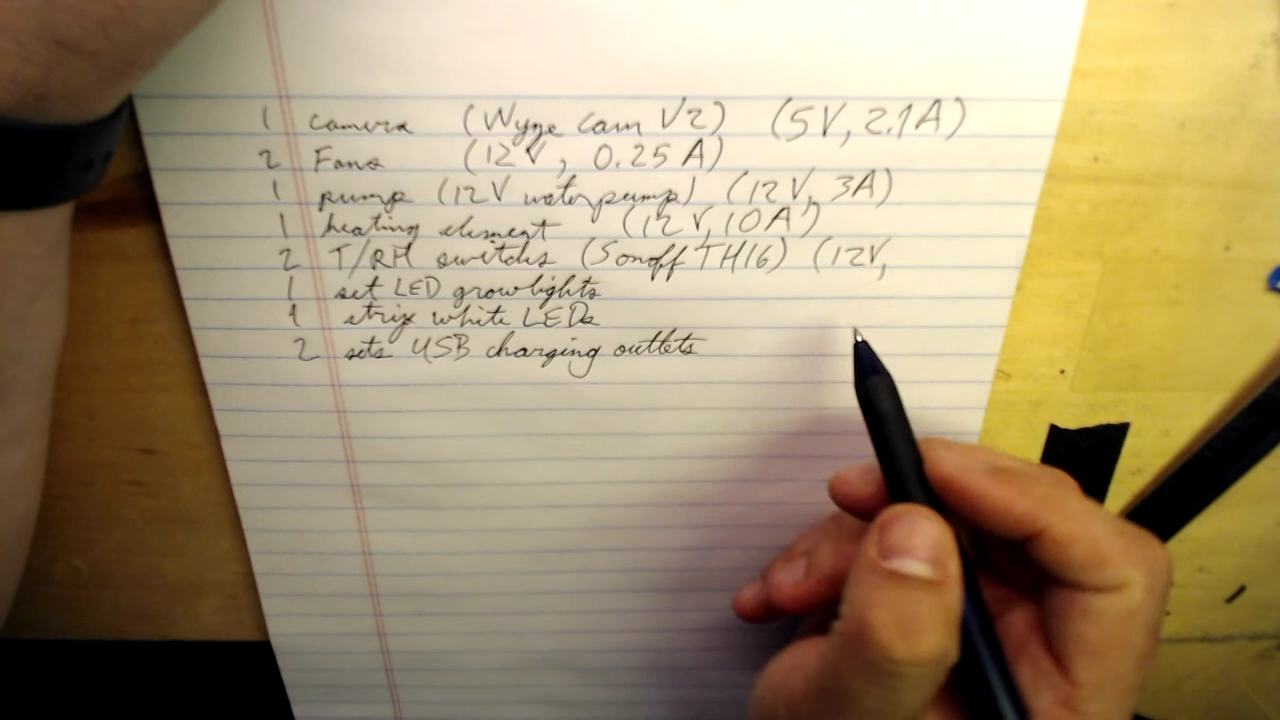 1 camera (Wyze cam V2) (5V, 2.1A)
2 Fans (12V, 0.25A)
1 pump (12V waterpump) (12V, 3A)
1 heating element (12V, 10A)
2 T/RH switches (Sonoff TH16) (12V,
1 set LED growlights
1 strip white LEDs
2 sets USB charging outlets